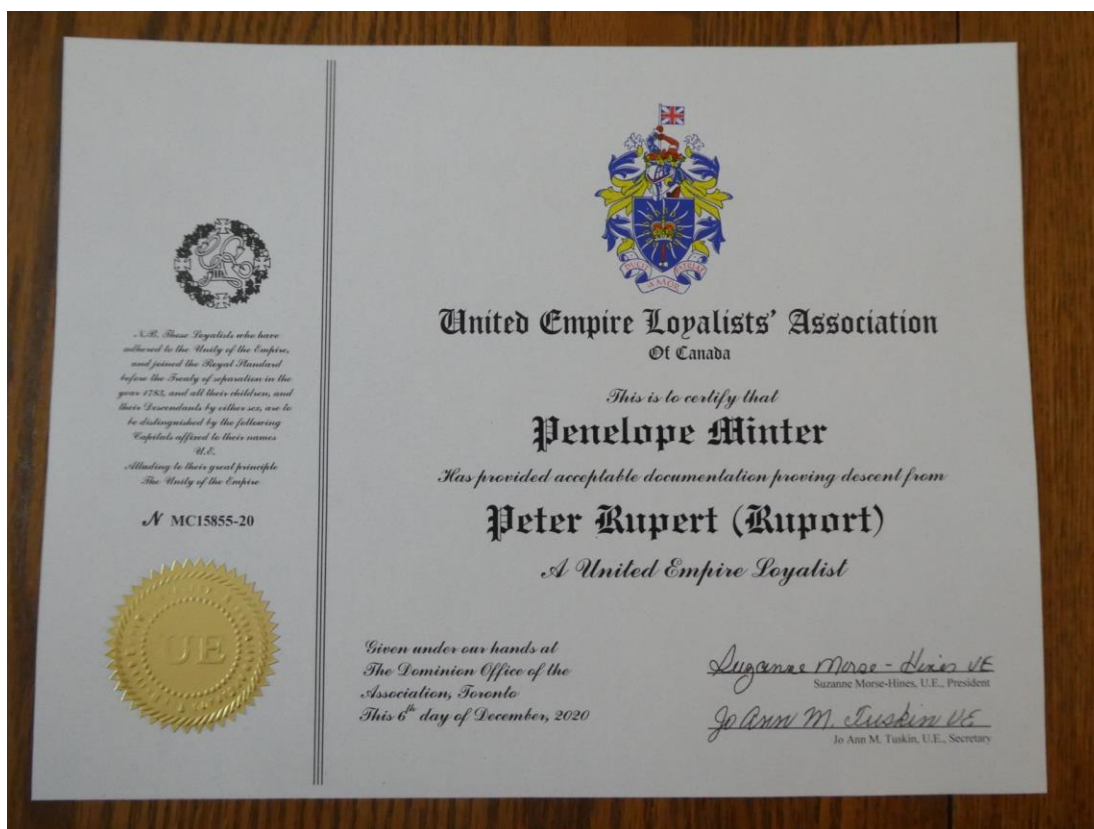 N.B. Those Loyalists who have
adhered to the Unity of the Empire,
and joined the Royal Standard
before the Treaty of separation in the
year 1783, and all their children, and
their Descendants by either sex, are to
be distinguished by the following
Capitals affixed to their names
U.E.
Alluding to their great principle
The Unity of the Empire
N MC15855-20
UE
United Empire Loyalists' Association
Of Canada
This is to certify that
Penelope Minter
Has provided acceptable documentation proving descent from
Peter Rupert (Ruport)
A United Empire Loyalist
Given under our hands at
The Dominion Office of the
Association, Toronto
This 6th day of December, 2020
Suzanne Morse-Hines UE
Suzanne Morse-Hines, U.E., President
Jo Ann M. Tuskin UE
Jo Ann M. Tuskin, U.E., Secretary